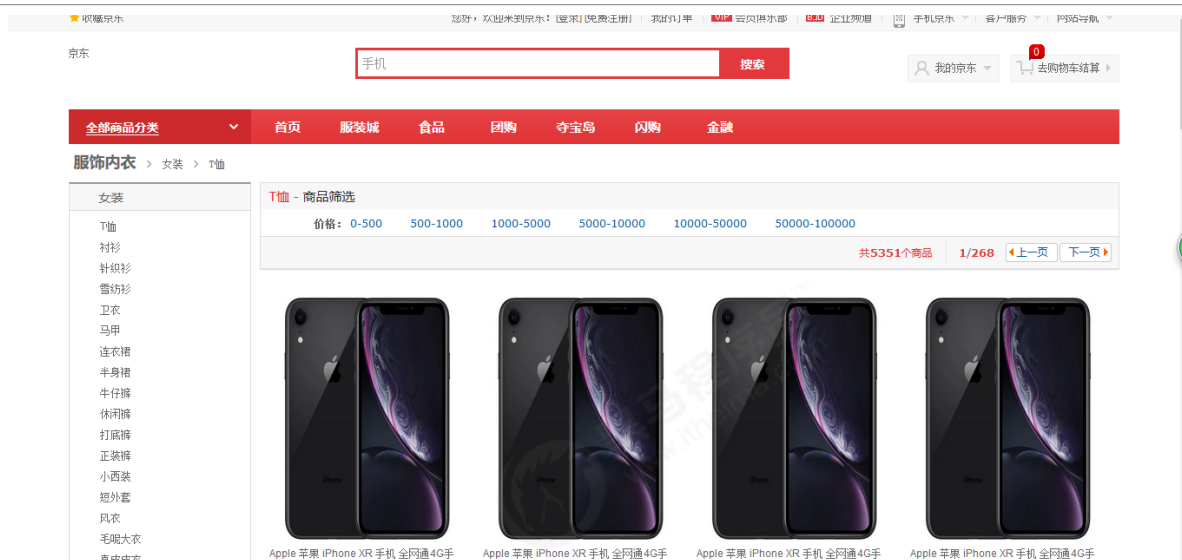 收藏京东
您好，欢迎来到京东！[登录] [免费注册] 我的订单 VIP 会员俱乐部 企业频道 手机京东 客户服务 网站导航
京东
手机 搜索
我的京东 0 去购物车结算
全部商品分类 首页 服装城 食品 团购 夺宝岛 闪购 金融
服饰内衣 > 女装 > T恤
女装
T恤
衬衫
针织衫
雪纺衫
卫衣
马甲
连衣裙
半身裙
牛仔裤
休闲裤
打底裤
正装裤
小西装
短外套
风衣
毛呢大衣
真皮皮衣
T恤 - 商品筛选
价格： 0-500 500-1000 1000-5000 5000-10000 10000-50000 50000-100000
共5351个商品 1/268 上一页 下一页
Apple 苹果 iPhone XR 手机 全网通4G手
Apple 苹果 iPhone XR 手机 全网通4G手
Apple 苹果 iPhone XR 手机 全网通4G手
Apple 苹果 iPhone XR 手机 全网通4G手